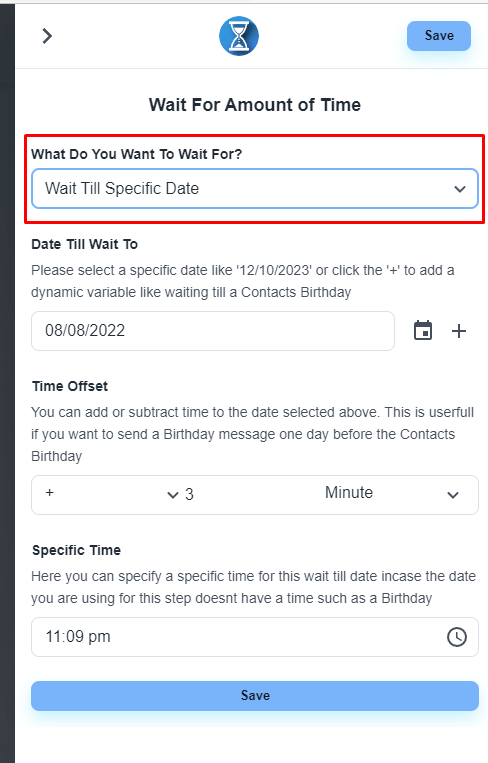 Save
Wait For Amount of Time
What Do You Want To Wait For?
Wait Till Specific Date
Date Till Wait To
Please select a specific date like '12/10/2023' or click the '+' to add a
dynamic variable like waiting till a Contacts Birthday
08/08/2022
Time Offset
You can add or subtract time to the date selected above. This is userfull
if you want to send a Birthday message one day before the Contacts
Birthday
+ 3 Minute
Specific Time
Here you can specify a specific time for this wait till date incase the date
you are using for this step doesnt have a time such as a Birthday
11:09 pm
Save